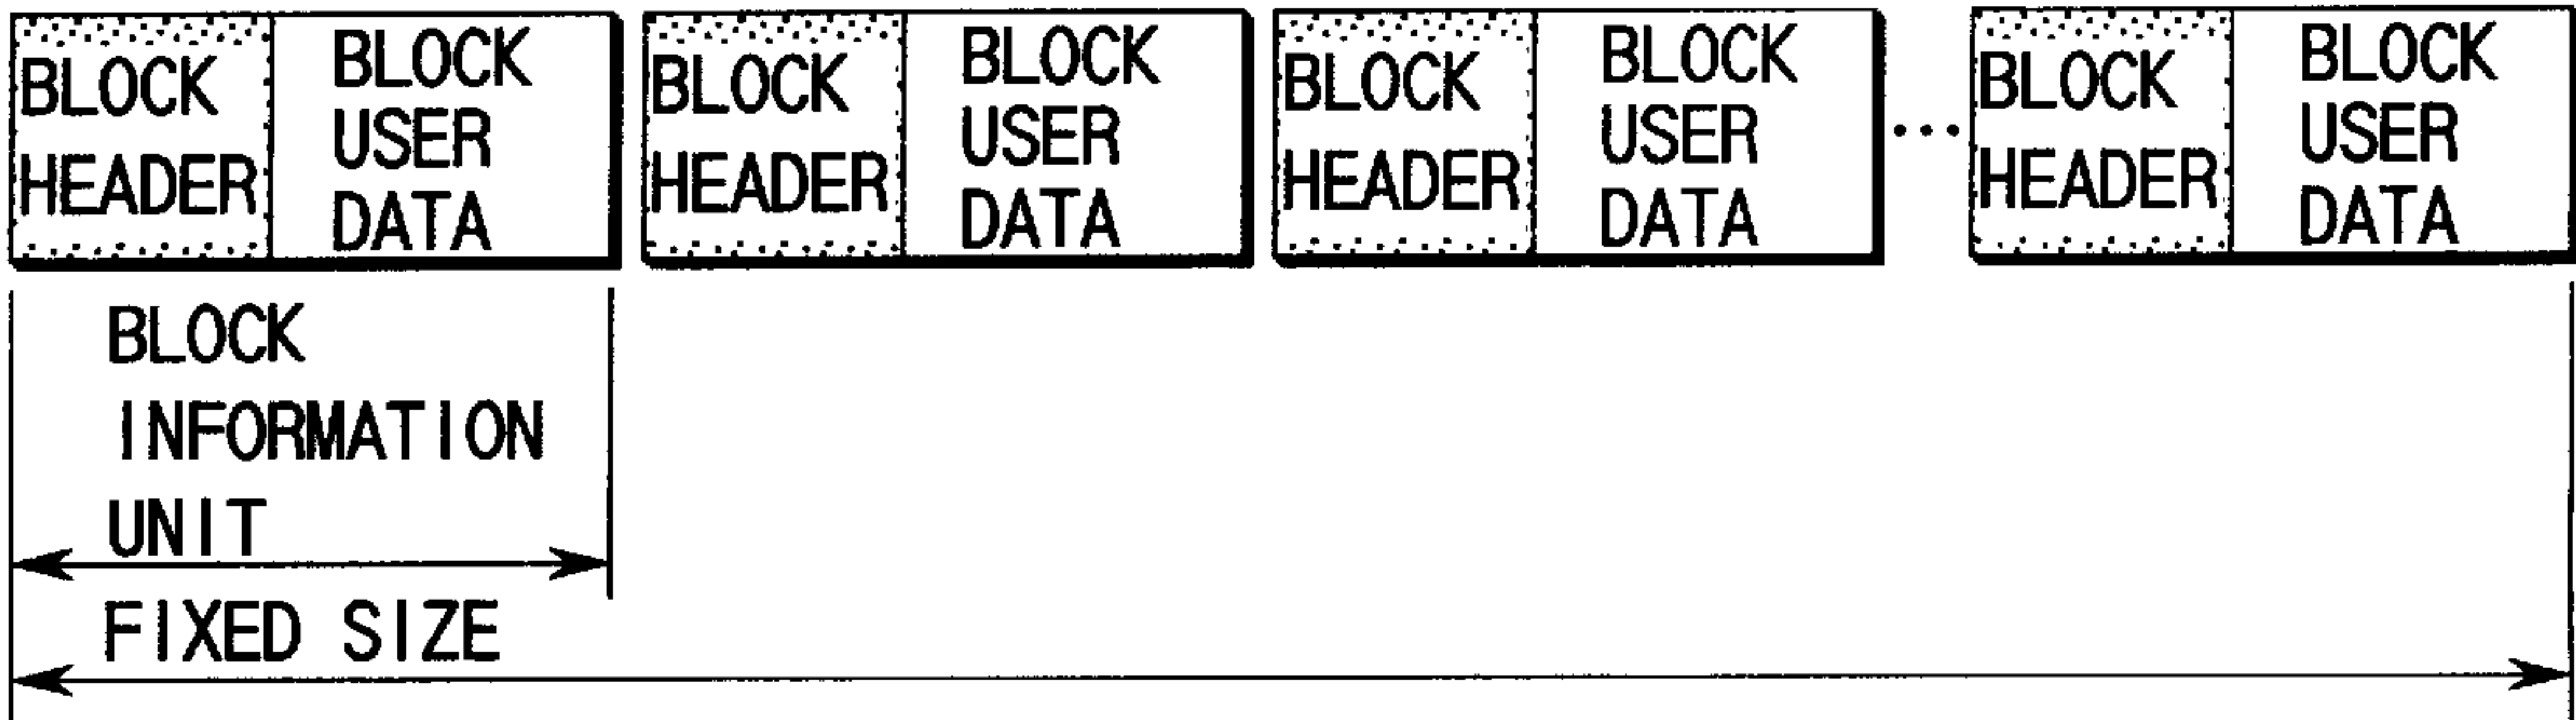 BLOCK
HEADER
BLOCK
USER
DATA
BLOCK
HEADER
BLOCK
USER
DATA
BLOCK
HEADER
BLOCK
USER
DATA
...
BLOCK
HEADER
BLOCK
USER
DATA
BLOCK
INFORMATION
UNIT
FIXED SIZE